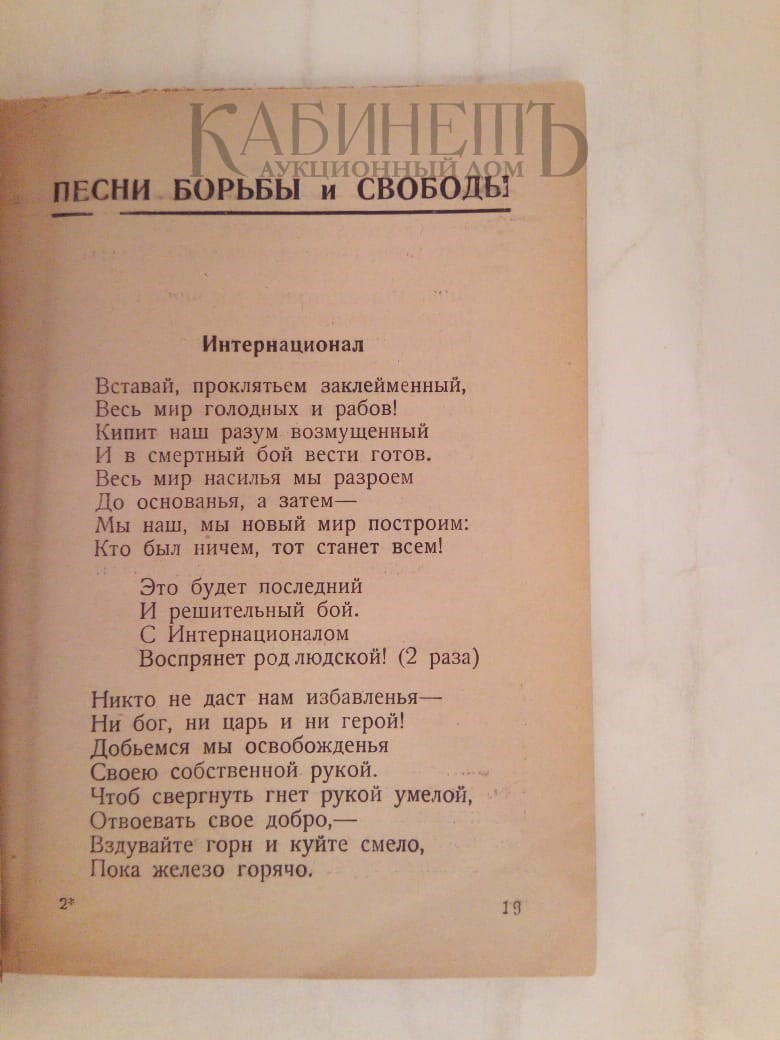 КАБИНЕТЪ
АУКЦИОННЫЙ ДОМ
ПЕСНИ БОРЬБЫ и СВОБОДЫ
Интернационал
Вставай, проклятьем заклейменный,
Весь мир голодных и рабов!
Кипит наш разум возмущенный
И в смертный бой вести готов.
Весь мир насилья мы разроем
До основанья, а затем—
Мы наш, мы новый мир построим:
Кто был ничем, тот станет всем!
Это будет последний
И решительный бой.
С Интернационалом
Воспрянет род людской! (2 раза)
Никто не даст нам избавленья—
Ни бог, ни царь и ни герой!
Добьемся мы освобожденья
Своею собственной рукой.
Чтоб свергнуть гнет рукой умелой,
Отвоевать свое добро,—
Вздувайте горн и куйте смело,
Пока железо горячо.
2*
19